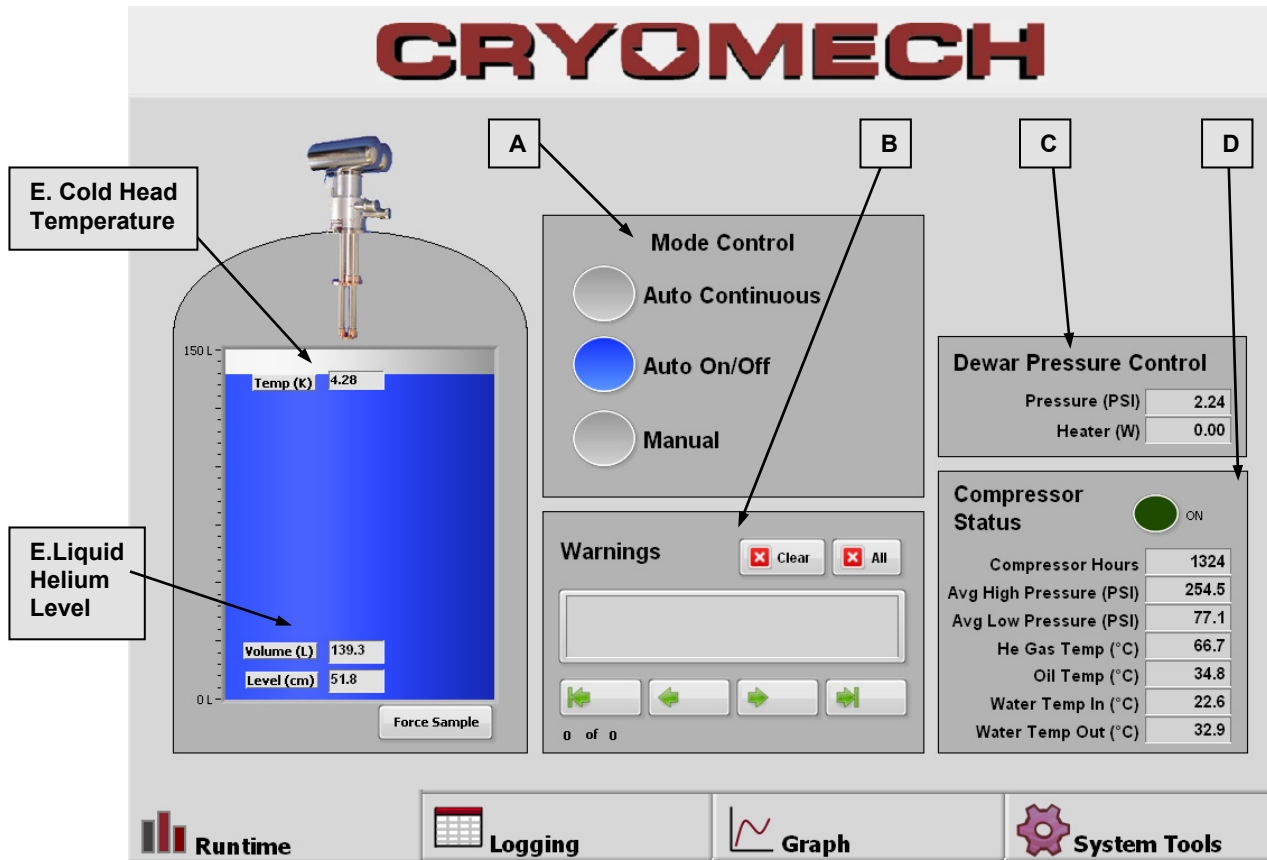 CRYOMECH
A
B
C
D
E. Cold Head
Temperature
E.Liquid
Helium
Level
150 L
Temp (K) 4.28
Volume (L) 139.3
Level (cm) 51.8
0 L
Force Sample
Mode Control
Auto Continuous
Auto On/Off
Manual
Warnings
Clear
All
0 of 0
Dewar Pressure Control
Pressure (PSI) 2.24
Heater (W) 0.00
Compressor
Status
ON
Compressor Hours 1324
Avg High Pressure (PSI) 254.5
Avg Low Pressure (PSI) 77.1
He Gas Temp (°C) 66.7
Oil Temp (°C) 34.8
Water Temp In (°C) 22.6
Water Temp Out (°C) 32.9
Runtime
Logging
Graph
System Tools